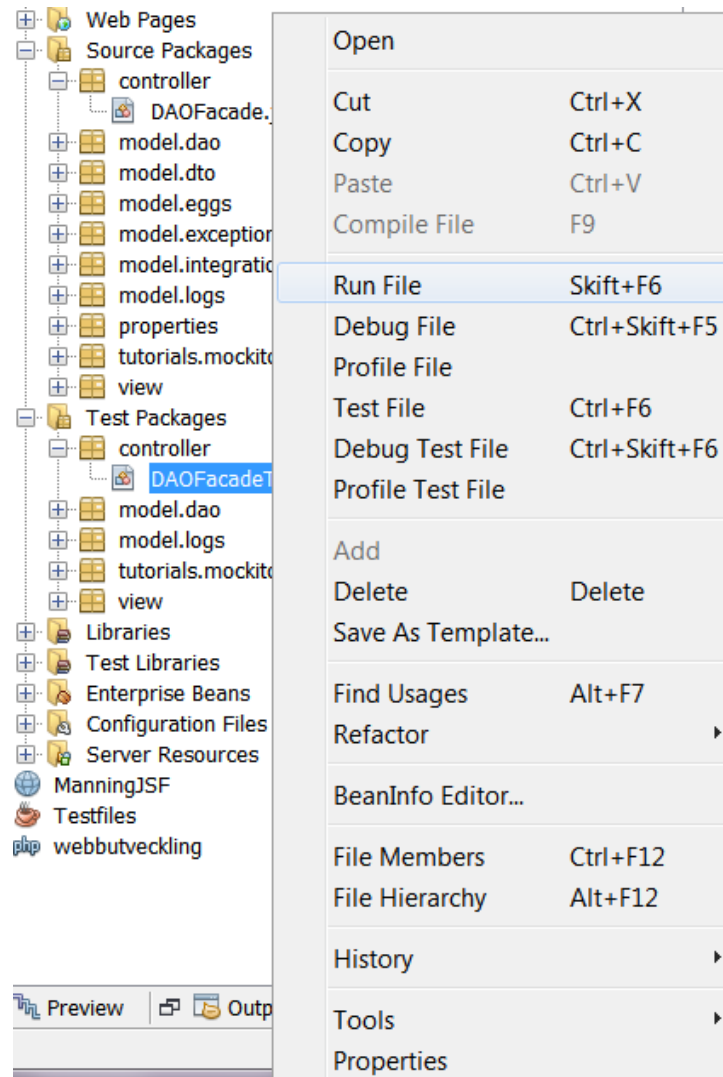 Web Pages
Source Packages
controller
DAOFacade.
model.dao
model.dto
model.eggs
model.exception
model.integratio
model.logs
properties
tutorials.mockito
view
Test Packages
controller
DAOFacadeT
model.dao
model.logs
tutorials.mockito
view
Libraries
Test Libraries
Enterprise Beans
Configuration Files
Server Resources
ManningJSF
Testfiles
php webbutveckling
Preview Outp
Open
Cut Ctrl+X
Copy Ctrl+C
Paste Ctrl+V
Compile File F9
Run File Skift+F6
Debug File Ctrl+Skift+F5
Profile File
Test File Ctrl+F6
Debug Test File Ctrl+Skift+F6
Profile Test File
Add
Delete Delete
Save As Template...
Find Usages Alt+F7
Refactor
BeanInfo Editor...
File Members Ctrl+F12
File Hierarchy Alt+F12
History
Tools
Properties